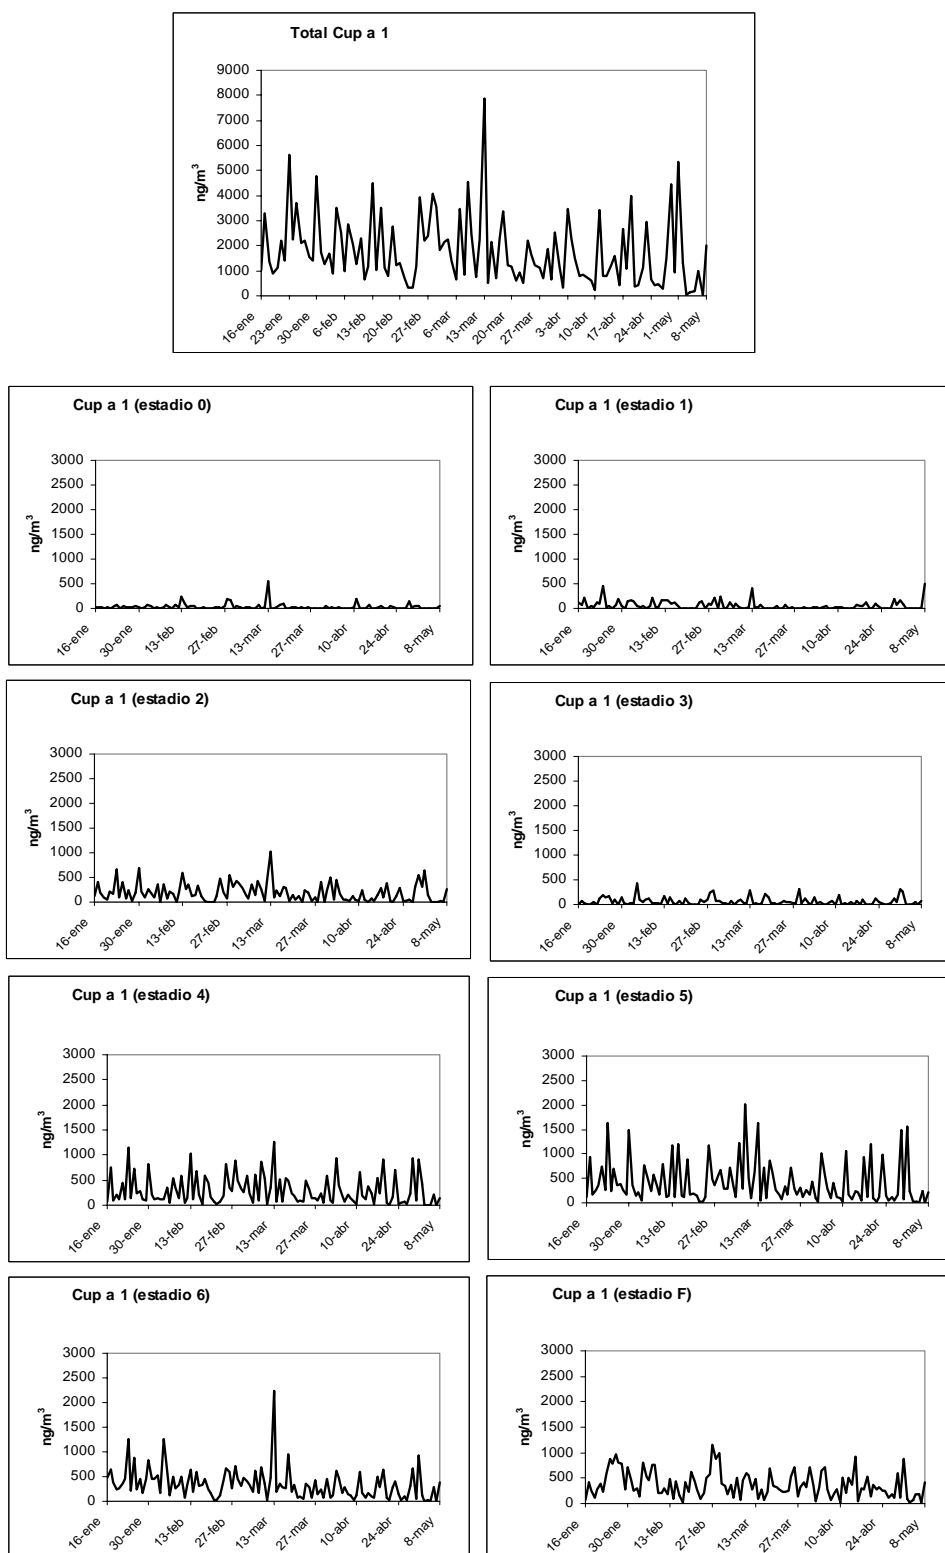 Total Cup a 1
9000
8000
7000
6000
5000
4000
3000
2000
1000
0
ng/m³
16-ene
23-ene
30-ene
6-feb
13-feb
20-feb
27-feb
6-mar
13-mar
20-mar
27-mar
3-abr
10-abr
17-abr
24-abr
1-may
8-may
Cup a 1 (estadio 0)
3000
2500
2000
1500
1000
500
0
ng/m³
16-ene
30-ene
13-feb
27-feb
13-mar
27-mar
10-abr
24-abr
8-may
Cup a 1 (estadio 1)
3000
2500
2000
1500
1000
500
0
ng/m³
16-ene
30-ene
13-feb
27-feb
13-mar
27-mar
10-abr
24-abr
8-may
Cup a 1 (estadio 2)
3000
2500
2000
1500
1000
500
0
ng/m³
16-ene
30-ene
13-feb
27-feb
13-mar
27-mar
10-abr
24-abr
8-may
Cup a 1 (estadio 3)
3000
2500
2000
1500
1000
500
0
ng/m³
16-ene
30-ene
13-feb
27-feb
13-mar
27-mar
10-abr
24-abr
8-may
Cup a 1 (estadio 4)
3000
2500
2000
1500
1000
500
0
ng/m³
16-ene
30-ene
13-feb
27-feb
13-mar
27-mar
10-abr
24-abr
8-may
Cup a 1 (estadio 5)
3000
2500
2000
1500
1000
500
0
ng/m³
16-ene
30-ene
13-feb
27-feb
13-mar
27-mar
10-abr
24-abr
8-may
Cup a 1 (estadio 6)
3000
2500
2000
1500
1000
500
0
ng/m³
16-ene
30-ene
13-feb
27-feb
13-mar
27-mar
10-abr
24-abr
8-may
Cup a 1 (estadio F)
3000
2500
2000
1500
1000
500
0
ng/m³
16-ene
30-ene
13-feb
27-feb
13-mar
27-mar
10-abr
24-abr
8-may